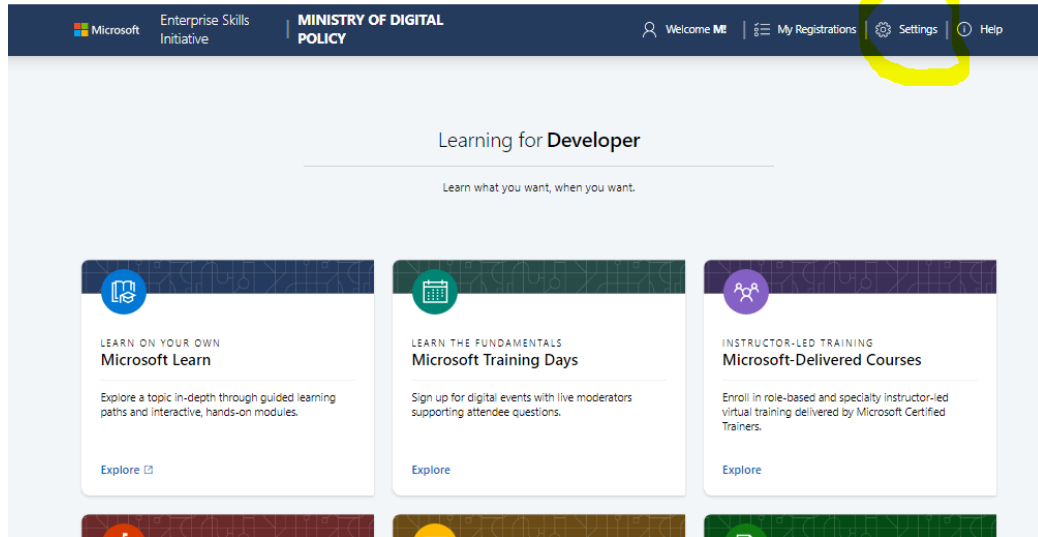 Microsoft
Enterprise Skills
Initiative
MINISTRY OF DIGITAL
POLICY
Welcome M!
My Registrations
Settings
Help
Learning for Developer
Learn what you want, when you want.
LEARN ON YOUR OWN
Microsoft Learn
Explore a topic in-depth through guided learning
paths and interactive, hands-on modules.
Explore
LEARN THE FUNDAMENTALS
Microsoft Training Days
Sign up for digital events with live moderators
supporting attendee questions.
Explore
INSTRUCTOR-LED TRAINING
Microsoft-Delivered Courses
Enroll in role-based and specialty instructor-led
virtual training delivered by Microsoft Certified
Trainers.
Explore